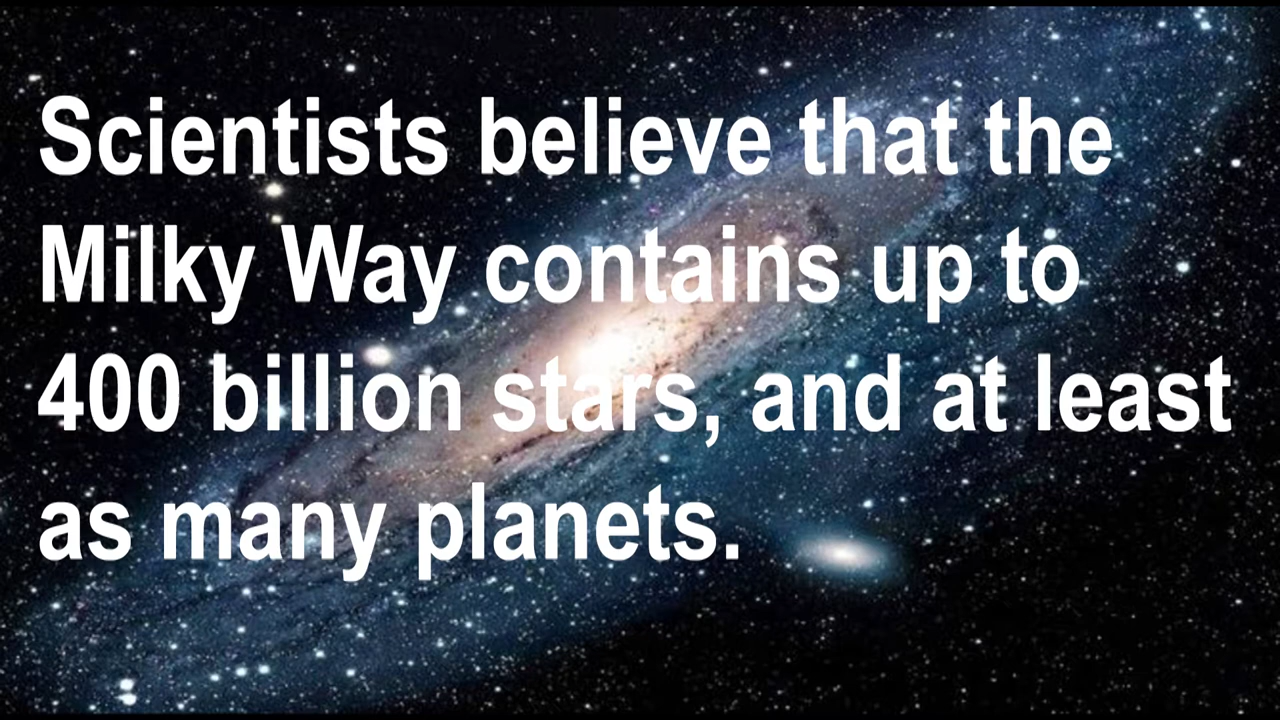 Scientists believe that the
Milky Way contains up to
400 billion stars, and at least
as many planets.